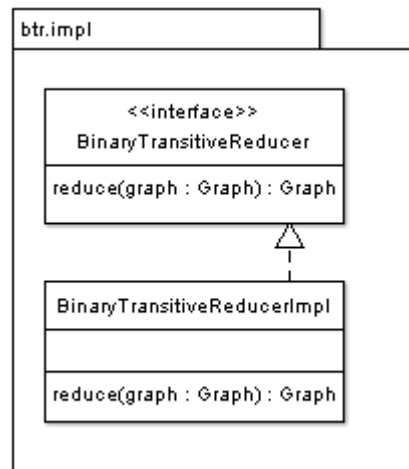 btr.impl
<<interface>>
BinaryTransitiveReducer
reduce(graph : Graph) : Graph
BinaryTransitiveReducerImpl
reduce(graph : Graph) : Graph